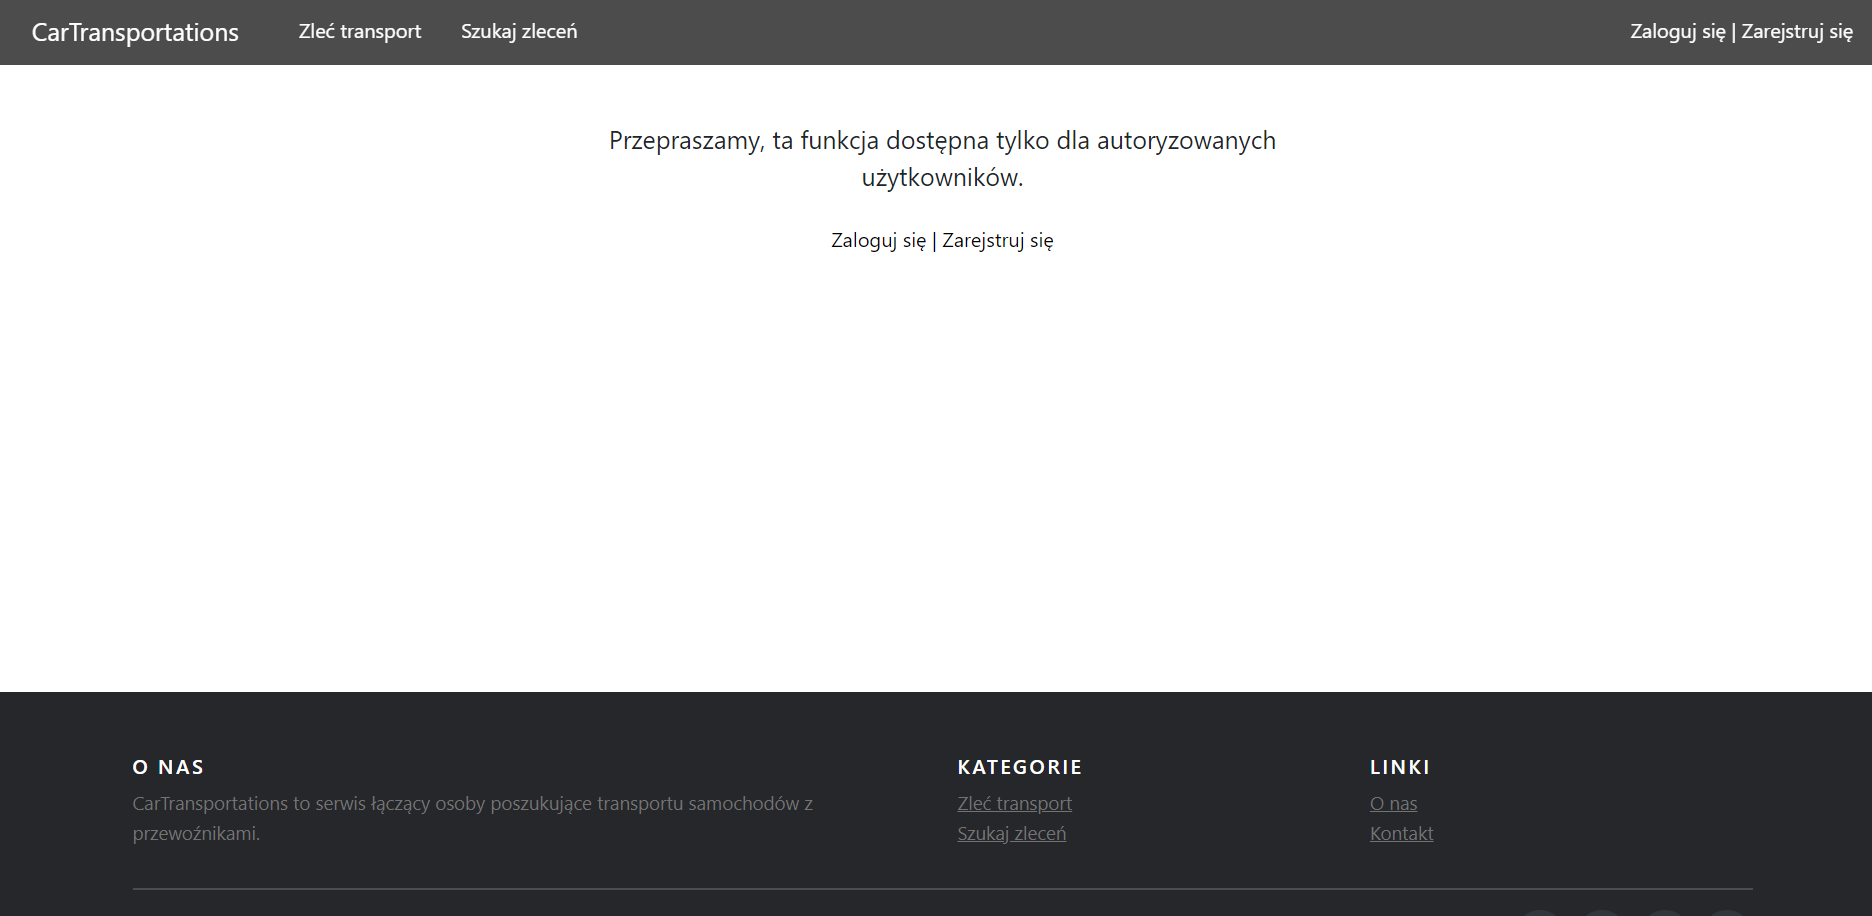 CarTransportations
Zleć transport
Szukaj zleceń
Zaloguj się | Zarejstruj się
Przepraszamy, ta funkcja dostępna tylko dla autoryzowanych
użytkowników.
Zaloguj się | Zarejstruj się
O NAS
CarTransportations to serwis łączący osoby poszukujące transportu samochodów z
przewoźnikami.
KATEGORIE
Zleć transport
Szukaj zleceń
LINKI
O nas
Kontakt